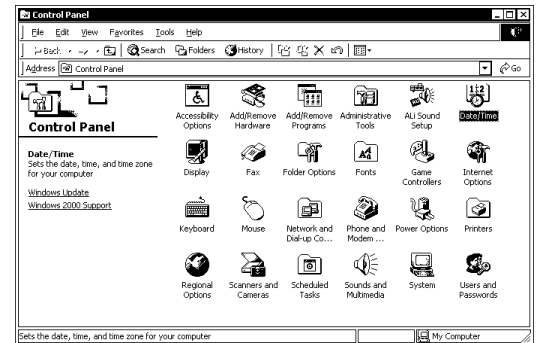 Control Panel
File Edit View Favorites Tools Help
Back Search Folders History
Address Control Panel Go
Control Panel
Date/Time
Sets the date, time, and time zone
for your computer
Windows Update
Windows 2000 Support
Accessibility Options
Add/Remove Hardware
Add/Remove Programs
Administrative Tools
ALi Sound Setup
Date/Time
Display
Fax
Folder Options
Fonts
Game Controllers
Internet Options
Keyboard
Mouse
Network and Dial-up Co...
Phone and Modem ...
Power Options
Printers
Regional Options
Scanners and Cameras
Scheduled Tasks
Sounds and Multimedia
System
Users and Passwords
Sets the date, time, and time zone for your computer
My Computer